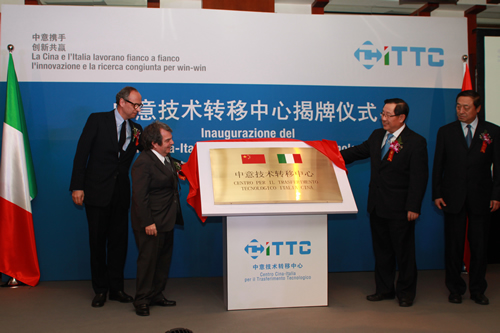 中意携手
创新共赢
La Cina e l'Italia lavorano fianco a fianco
l'innovazione e la ricerca congiunta per win-win
iTTC
中意技术转移中心揭牌仪式
Inaugurazione del
中意技术转移中心
CENTRO PER IL TRASFERIMENTO
TECNOLOGICO ITALIA-CINA
iTTC
中意技术转移中心
Centro Cina-Italia
per il Trasferimento Tecnologico